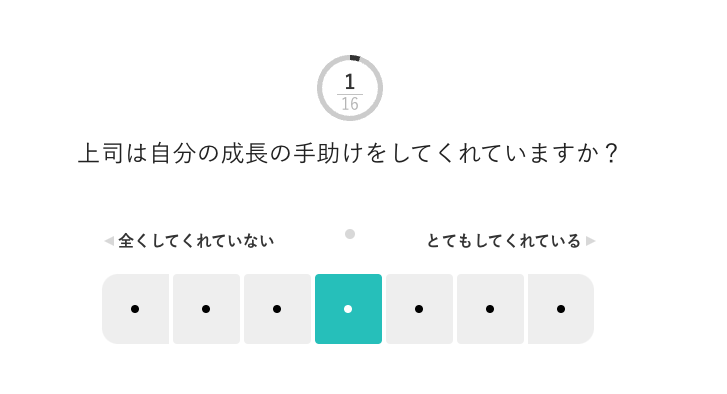 1
16
上司は自分の成長の手助けをしてくれていますか？
全くしてくれていない
とてもしてくれている